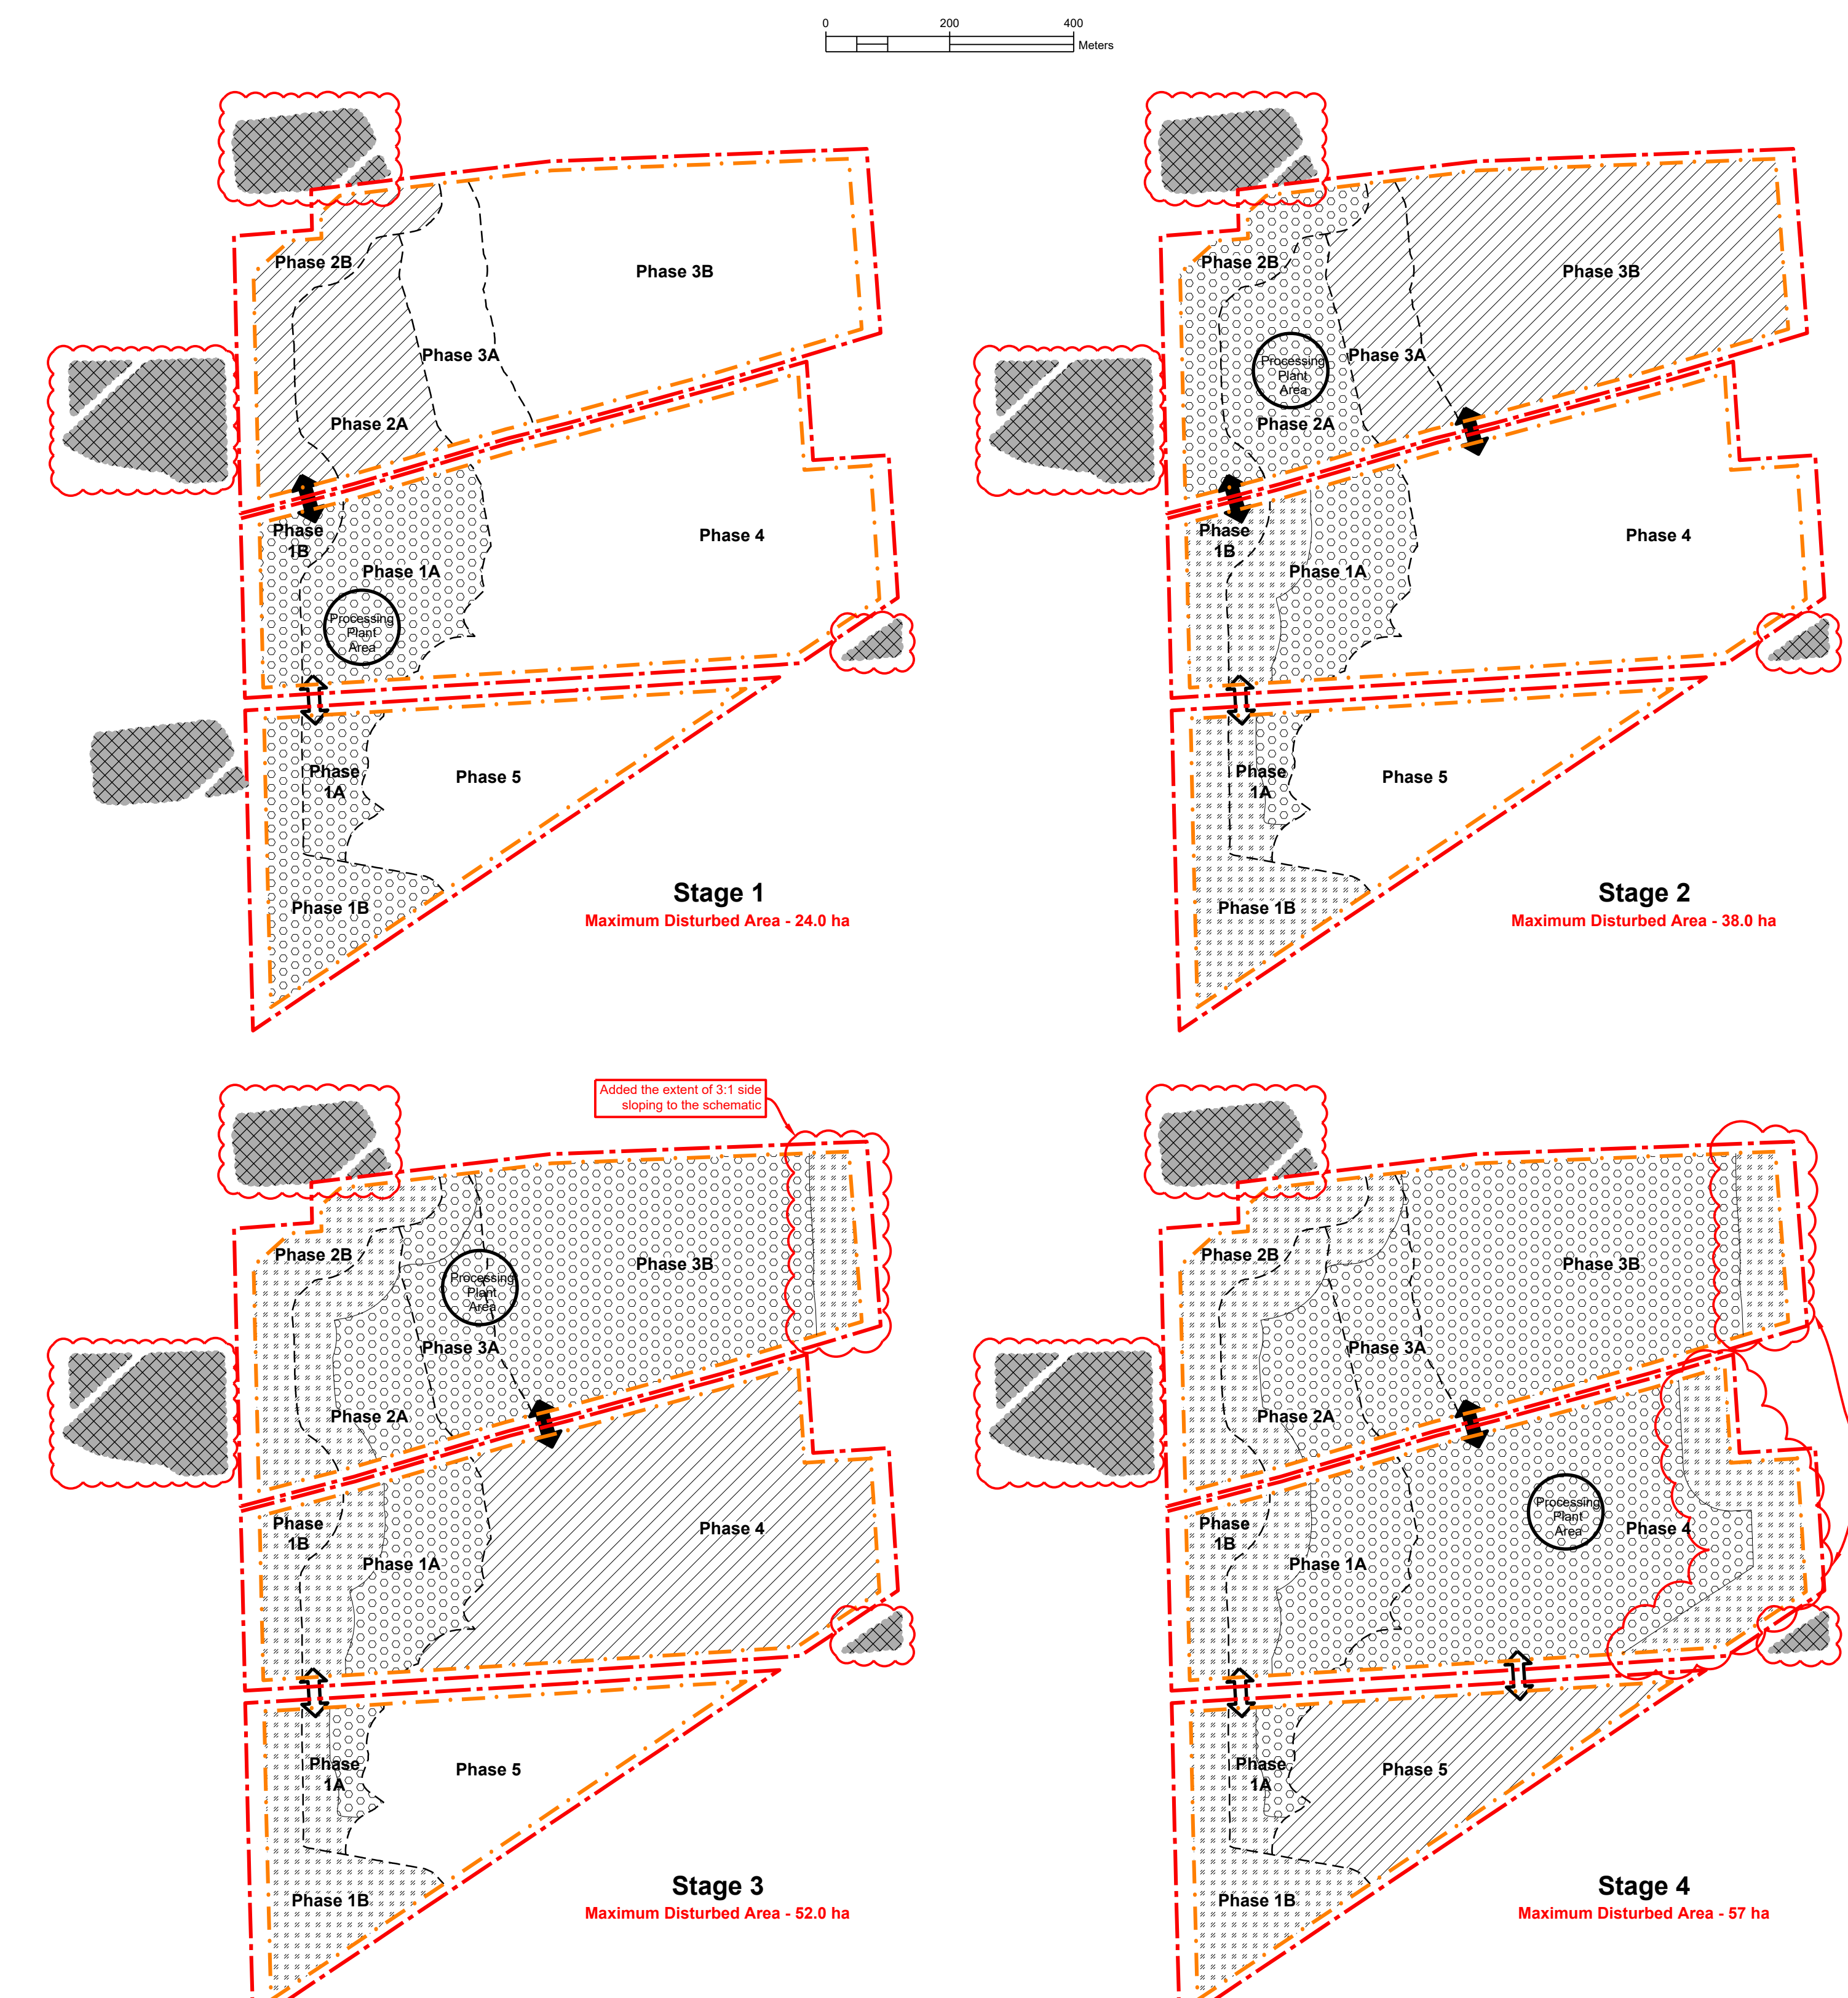 0 200 400
Meters
Phase 2B
Phase 3B
Phase 3A
Phase 2A
Phase
1B
Phase 4
Phase 1A
Processing
Plant
Area
Phase
1A
Phase 5
Phase 1B
Stage 1
Maximum Disturbed Area - 24.0 ha
Phase 2B
Phase 3B
Processing
Plant
Area
Phase 3A
Phase 2A
Phase
1B
Phase 4
Phase 1A
Phase
1A
Phase 5
Phase 1B
Stage 2
Maximum Disturbed Area - 38.0 ha
Added the extent of 3:1 side
sloping to the schematic
Phase 2B
Phase 3B
Processing
Plant
Area
Phase 3A
Phase 2A
Phase
1B
Phase 4
Phase 1A
Phase
1A
Phase 5
Phase 1B
Stage 3
Maximum Disturbed Area - 52.0 ha
Phase 2B
Phase 3B
Phase 3A
Phase 2A
Processing
Plant
Area
Phase
1B
Phase 4
Phase 1A
Phase
1A
Phase 5
Phase 1B
Stage 4
Maximum Disturbed Area - 57 ha